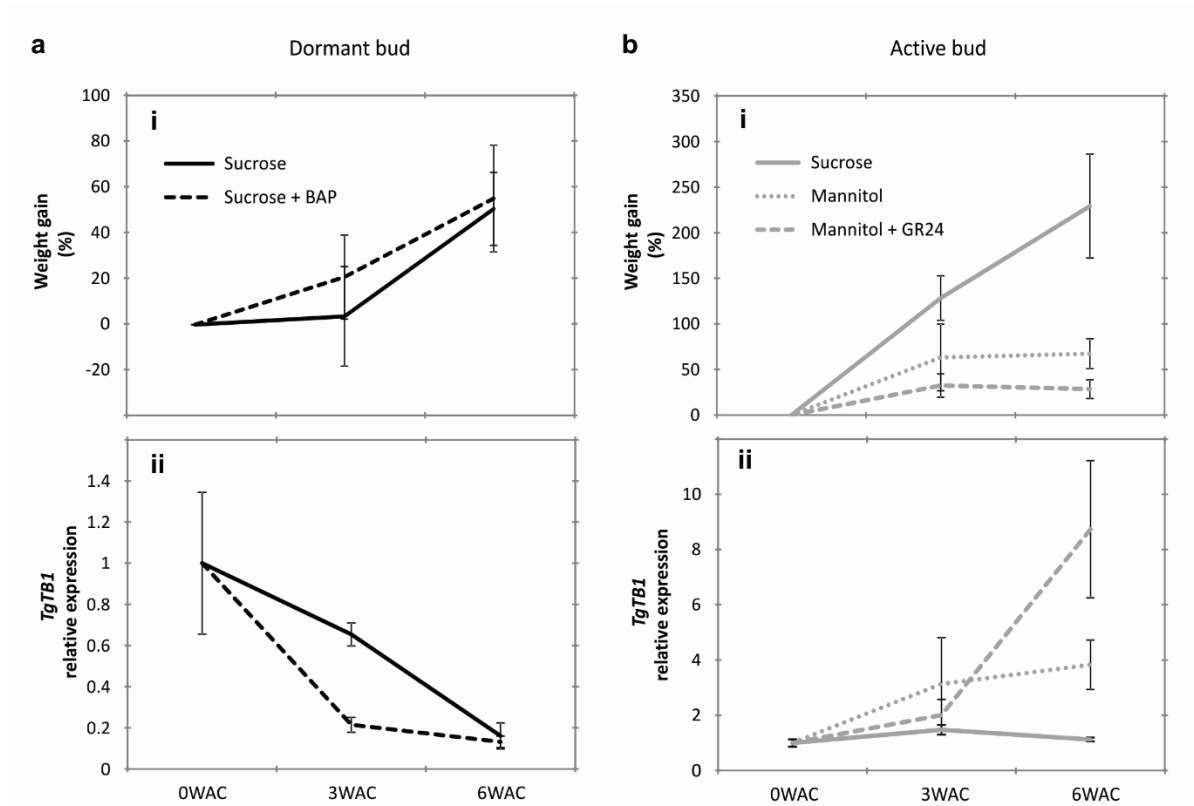 a
Dormant bud
i
Weight gain
(%)
100
80
60
40
20
0
-20
Sucrose
Sucrose + BAP
ii
TgTB1
relative expression
1.4
1.2
1
0.8
0.6
0.4
0.2
0
0WAC 3WAC 6WAC
b
Active bud
i
Weight gain
(%)
350
300
250
200
150
100
50
0
Sucrose
Mannitol
Mannitol + GR24
ii
TgTB1
relative expression
10
8
6
4
2
0
0WAC 3WAC 6WAC